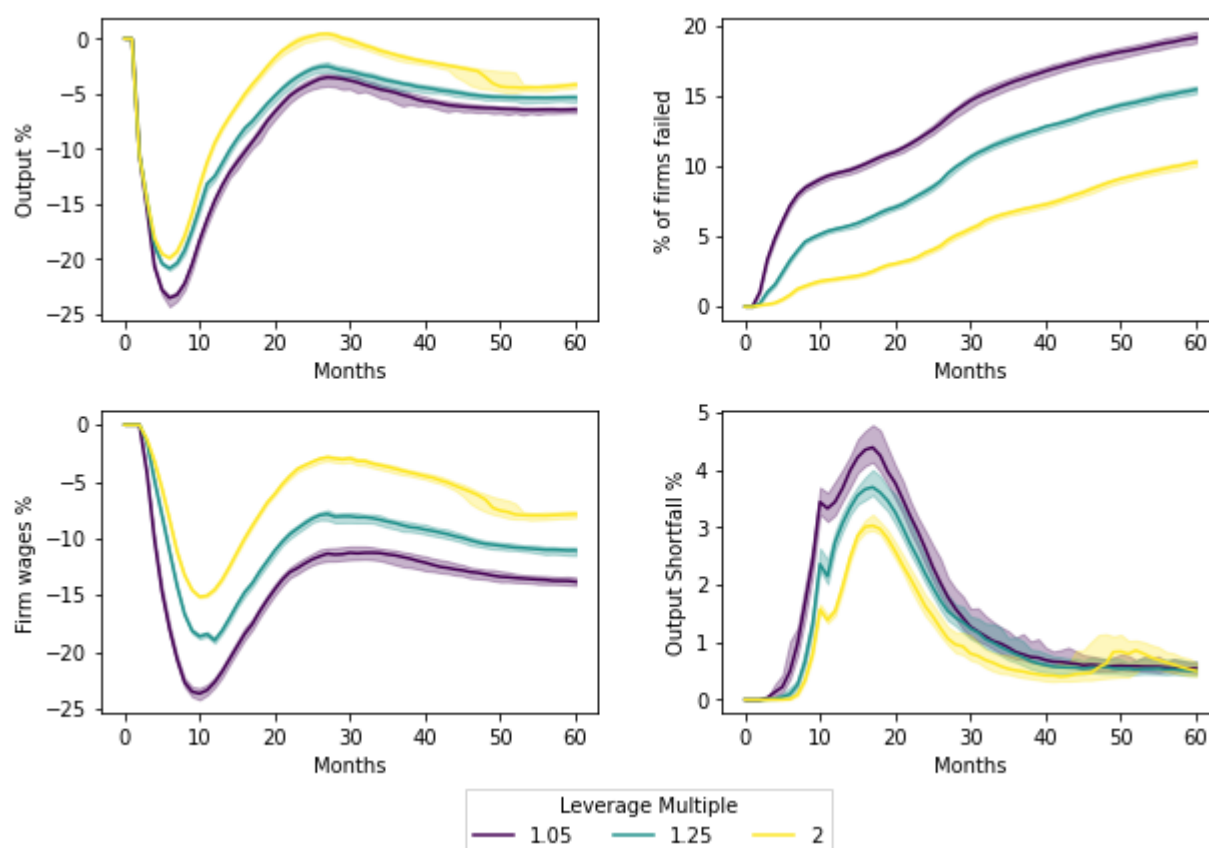 0
−5
−10
−15
−20
−25
Output %
0 10 20 30 40 50 60
Months
20
15
10
5
0
% of firms failed
0 10 20 30 40 50 60
Months
0
−5
−10
−15
−20
−25
Firm wages %
0 10 20 30 40 50 60
Months
5
4
3
2
1
0
Output Shortfall %
0 10 20 30 40 50 60
Months
Leverage Multiple
1.05 1.25 2